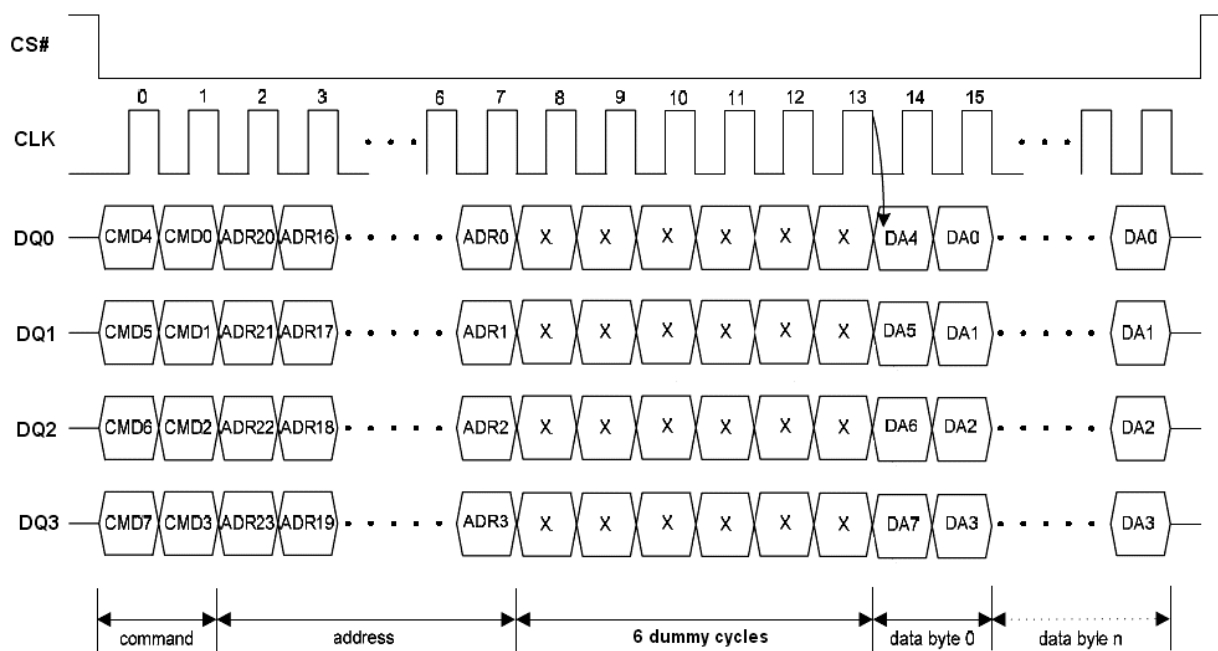 CS#
0 1 2 3 6 7 8 9 10 11 12 13 14 15
CLK
DQ0 CMD4 CMD0 ADR20 ADR16 ADR0 X X X X X X DA4 DA0 DA0
DQ1 CMD5 CMD1 ADR21 ADR17 ADR1 X X X X X X DA5 DA1 DA1
DQ2 CMD6 CMD2 ADR22 ADR18 ADR2 X X X X X X DA6 DA2 DA2
DQ3 CMD7 CMD3 ADR23 ADR19 ADR3 X X X X X X DA7 DA3 DA3
command address 6 dummy cycles data byte 0 data byte n